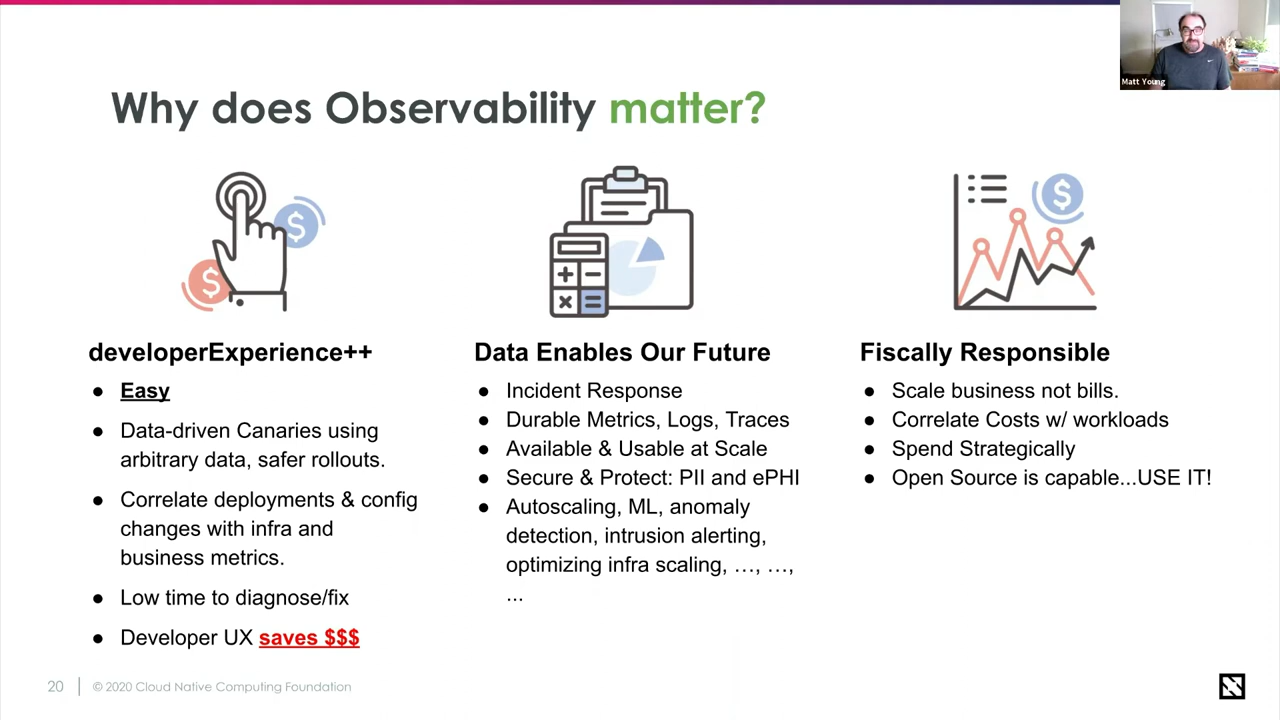 Matt Young
Why does Observability matter?
developerExperience++
● Easy
● Data-driven Canaries using
arbitrary data, safer rollouts.
● Correlate deployments & config
changes with infra and
business metrics.
● Low time to diagnose/fix
● Developer UX saves $$$
Data Enables Our Future
● Incident Response
● Durable Metrics, Logs, Traces
● Available & Usable at Scale
● Secure & Protect: PII and ePHI
● Autoscaling, ML, anomaly
detection, intrusion alerting,
optimizing infra scaling, …, …,
...
Fiscally Responsible
● Scale business not bills.
● Correlate Costs w/ workloads
● Spend Strategically
● Open Source is capable...USE IT!
20
© 2020 Cloud Native Computing Foundation